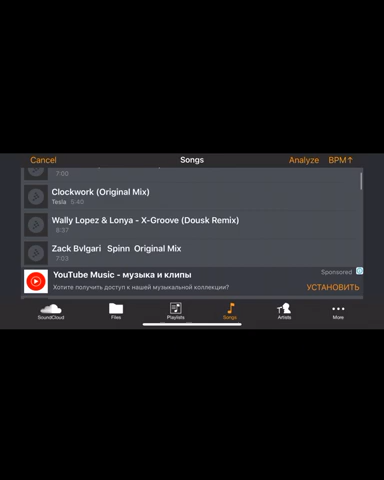 Cancel Songs Analyze BPM↑
7:00
Clockwork (Original Mix)
Tesla 5:40
Wally Lopez & Lonya - X-Groove (Dousk Remix)
8:37
Zack Bvlgari Spinn Original Mix
7:03
YouTube Music - музыка и клипы
Sponsored
Хотите получить доступ к нашей музыкальной коллекции?
УСТАНОВИТЬ
SoundCloud Files Playlists Songs Artists More